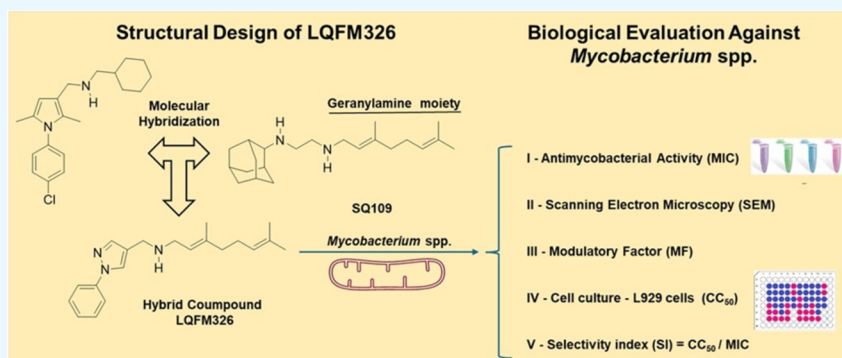 Structural Design of LQFM326
Biological Evaluation Against
Mycobacterium spp.
N
H
N
Cl
Molecular
Hybridization
Geranylamine moiety
H
N
N
H
SQ109
N
N
N
H
Hybrid Coumpound
LQFM326
Mycobacterium spp.
I - Antimycobacterial Activity (MIC)
II - Scanning Electron Microscopy (SEM)
III - Modulatory Factor (MF)
IV - Cell culture - L929 cells (CC50)
V - Selectivity index (SI) = CC50 / MIC